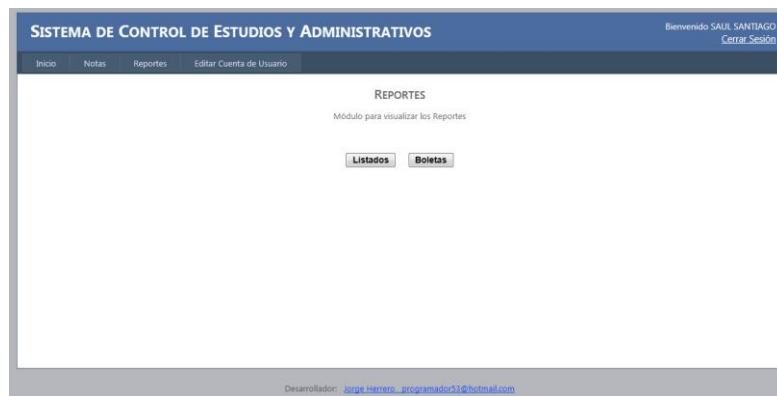 SISTEMA DE CONTROL DE ESTUDIOS Y ADMINISTRATIVOS
Bienvenido SAUL SANTIAGO
Cerrar Sesión
Inicio Notas Reportes Editar Cuenta de Usuario
REPORTES
Módulo para visualizar los Reportes
Listados Boletas
Desarrollador: Jorge Herrero. programador53@hotmail.com